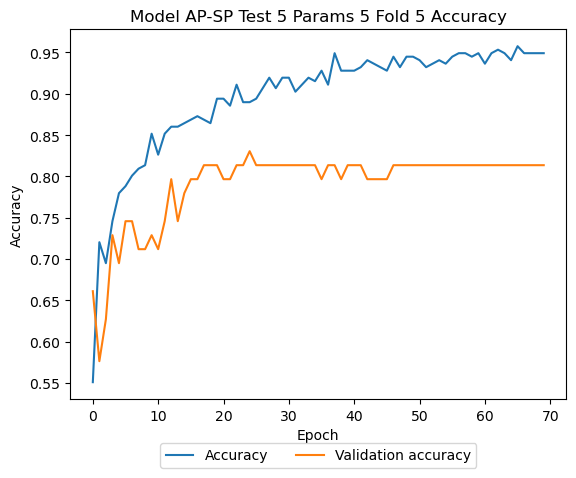 Model AP-SP Test 5 Params 5 Fold 5 Accuracy
0.95
0.90
0.85
0.80
0.75
0.70
0.65
0.60
0.55
Accuracy
0 10 20 30 40 50 60 70
Epoch
Accuracy Validation accuracy